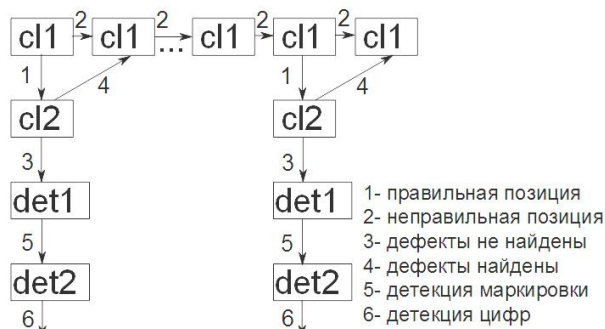 2 2 2 2
cl1 cl1 ... cl1 cl1 cl1
1 4 1 4
cl2 cl2
3 3
det1 det1
5 5
det2 det2
6 6
1- правильная позиция
2- неправильная позиция
3- дефекты не найдены
4- дефекты найдены
5- детекция маркировки
6- детекция цифр